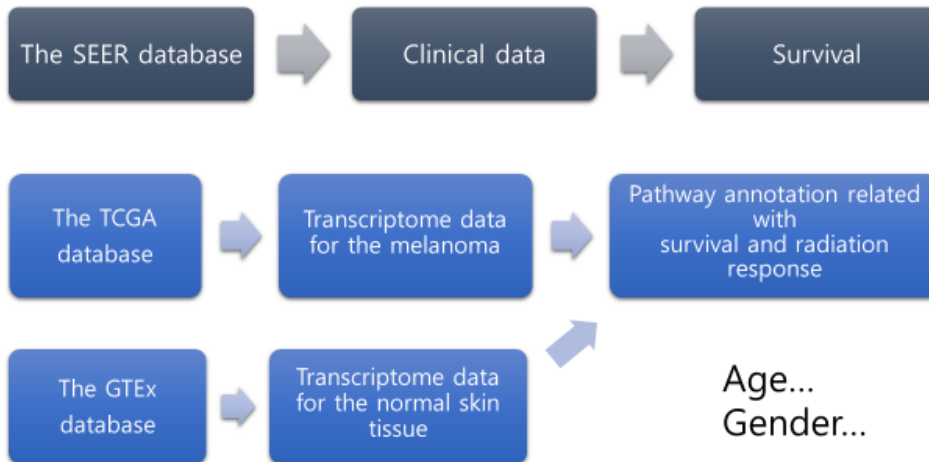 The SEER database
Clinical data
Survival
The TCGA
database
Transcriptome data
for the melanoma
Pathway annotation related
with
survival and radiation
response
The GTEx
database
Transcriptome data
for the normal skin
tissue
Age...
Gender...